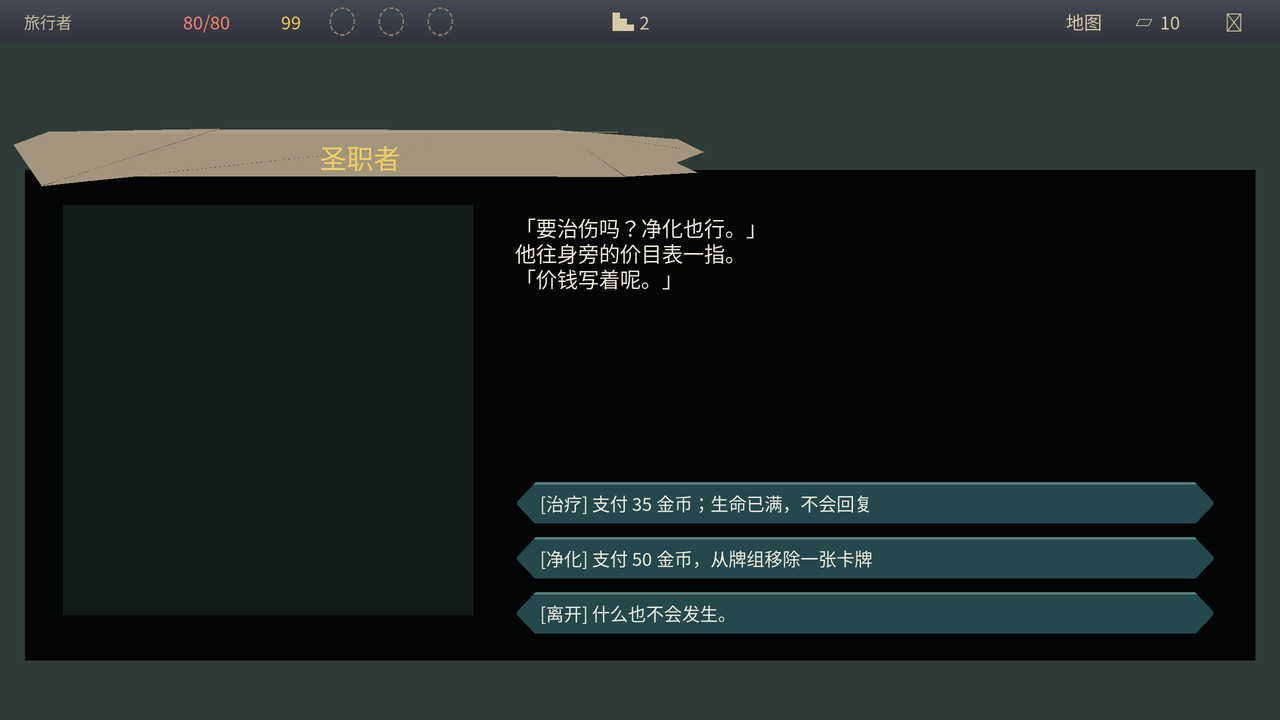 旅行者 80/80 99 2 地图 10
圣职者
「要治伤吗？净化也行。」
他往身旁的价目表一指。
「价钱写着呢。」
[治疗] 支付 35 金币；生命已满，不会回复
[净化] 支付 50 金币，从牌组移除一张卡牌
[离开] 什么也不会发生。